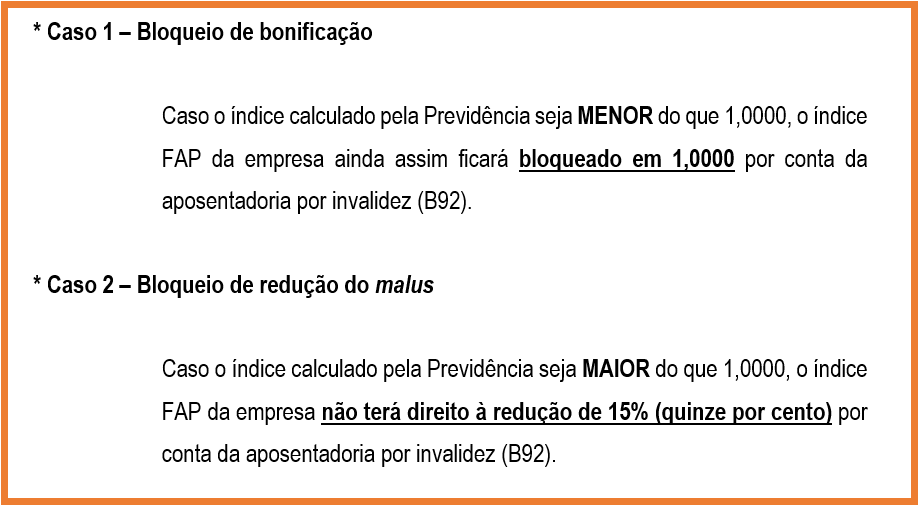 * Caso 1 – Bloqueio de bonificação
Caso o índice calculado pela Previdência seja MENOR do que 1,0000, o índice
FAP da empresa ainda assim ficará bloqueado em 1,0000 por conta da
aposentadoria por invalidez (B92).
* Caso 2 – Bloqueio de redução do malus
Caso o índice calculado pela Previdência seja MAIOR do que 1,0000, o índice
FAP da empresa não terá direito à redução de 15% (quinze por cento) por
conta da aposentadoria por invalidez (B92).